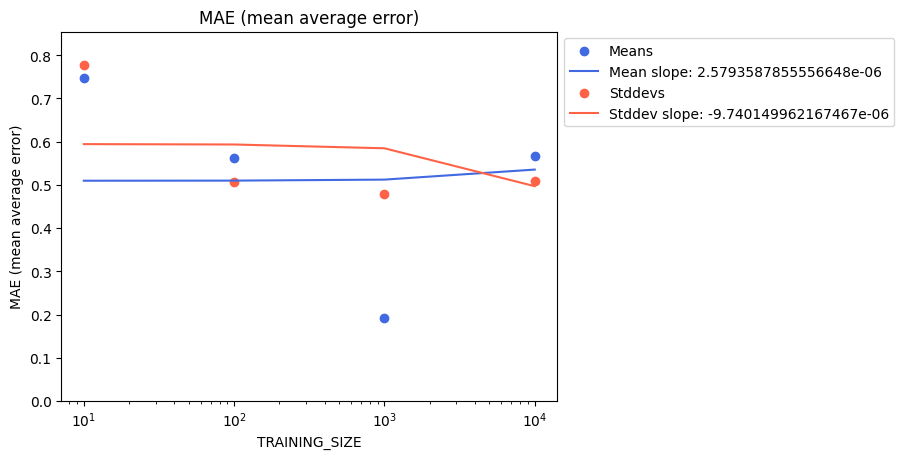 MAE (mean average error)
Means
Mean slope: 2.5793587855556648e-06
Stddevs
Stddev slope: -9.740149962167467e-06
MAE (mean average error)
0.8
0.7
0.6
0.5
0.4
0.3
0.2
0.1
0.0
10¹ 10² 10³ 10⁴
TRAINING_SIZE